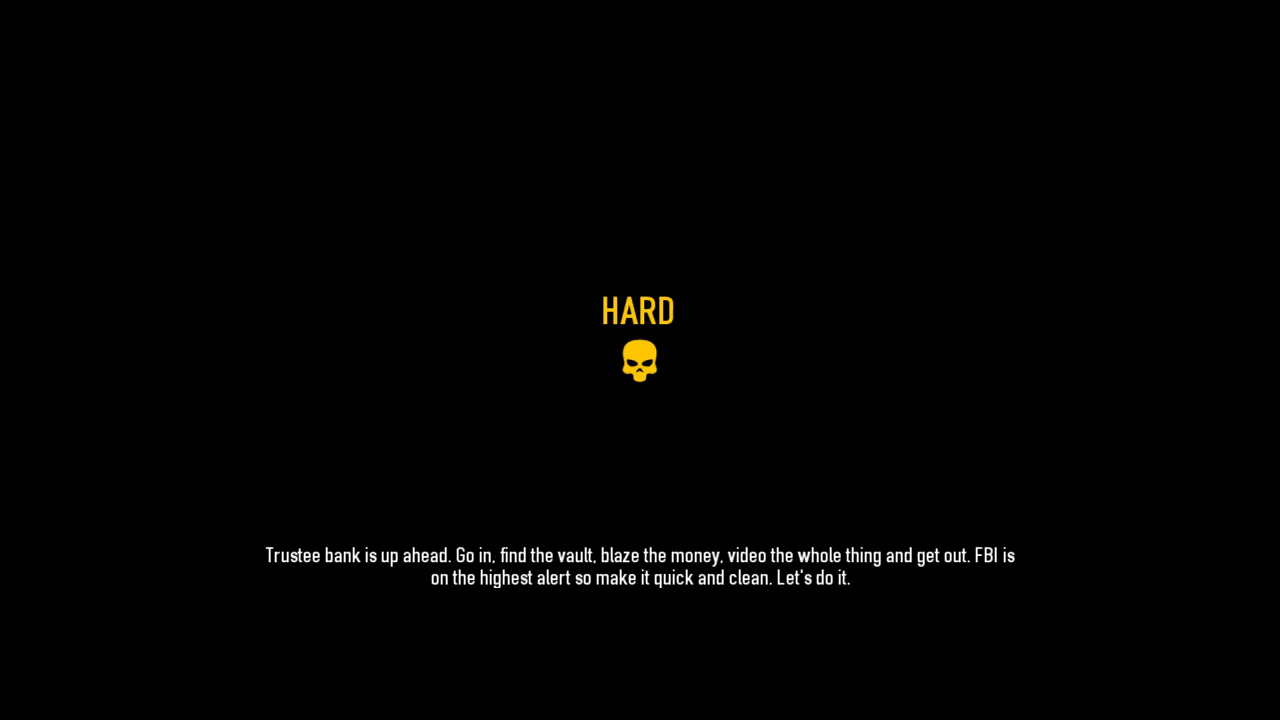 HARD
Trustee bank is up ahead. Go in, find the vault, blaze the money, video the whole thing and get out. FBI is
on the highest alert so make it quick and clean. Let's do it.